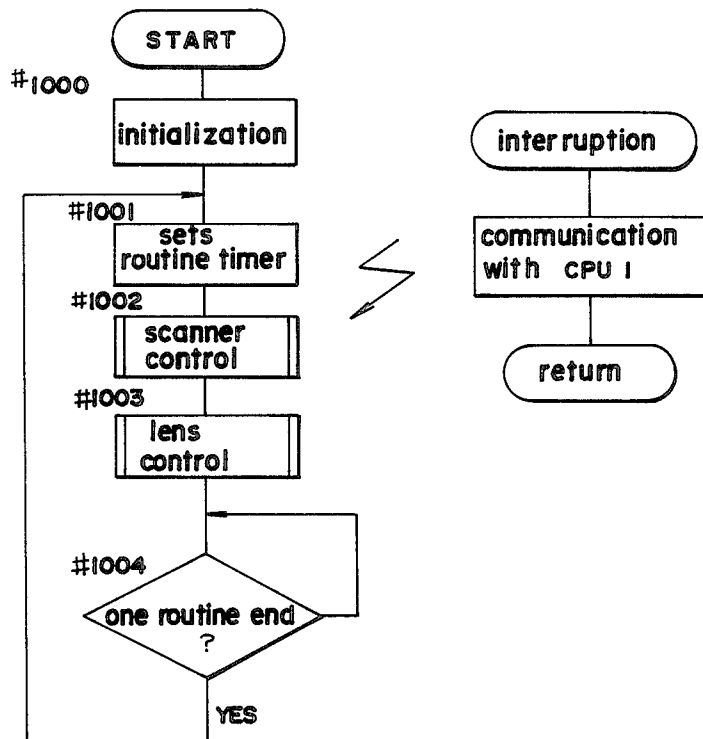 START
#1000
initialization
#1001
sets
routine timer
#1002
scanner
control
#1003
lens
control
#1004
one routine end
?
YES
interruption
communication
with CPU 1
return